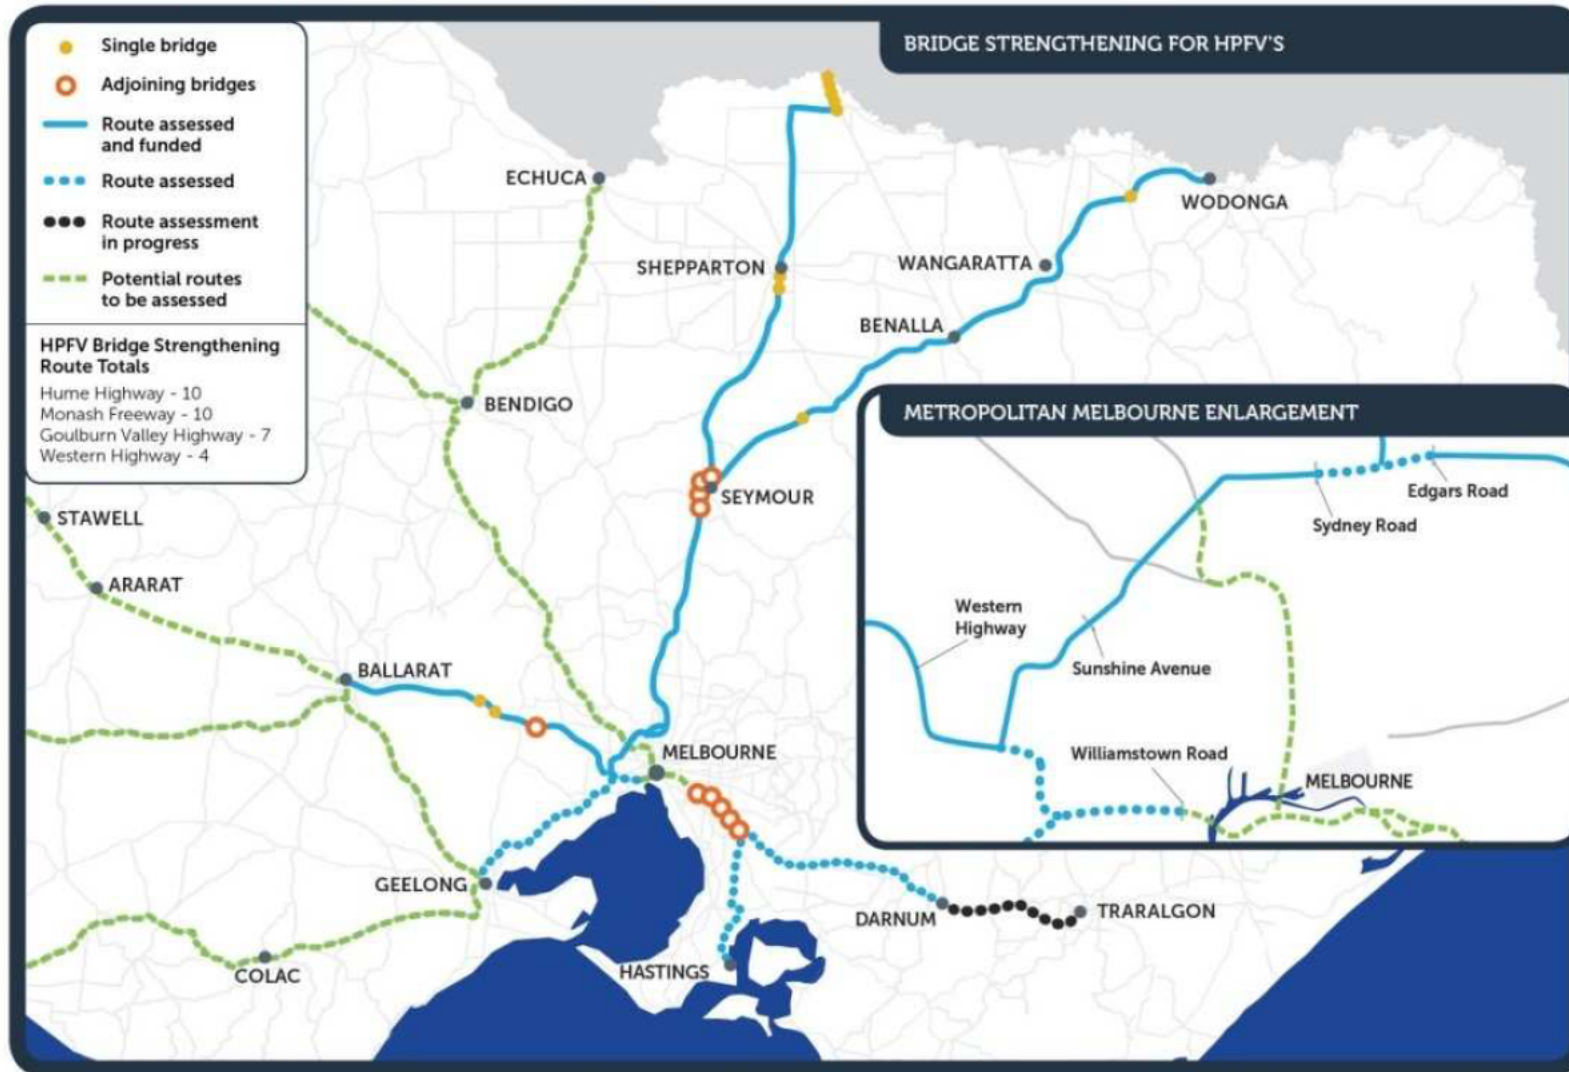 BRIDGE STRENGTHENING FOR HPFV'S
Single bridge
Adjoining bridges
Route assessed
and funded
Route assessed
Route assessment
in progress
Potential routes
to be assessed
HPFV Bridge Strengthening
Route Totals
Hume Highway - 10
Monash Freeway - 10
Goulburn Valley Highway - 7
Western Highway - 4
ECHUCA
WODONGA
SHEPPARTON
WANGARATTA
BENALLA
BENDIGO
SEYMOUR
STAWELL
ARARAT
BALLARAT
MELBOURNE
GEELONG
DARNUM
TRARALGON
COLAC
HASTINGS
METROPOLITAN MELBOURNE ENLARGEMENT
Edgars Road
Sydney Road
Western
Highway
Sunshine Avenue
Williamstown Road
MELBOURNE